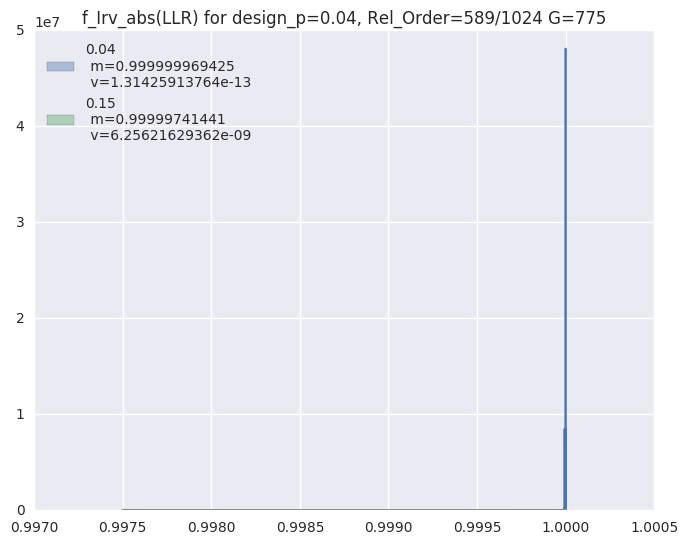 f_Irv_abs(LLR) for design_p=0.04, Rel_Order=589/1024 G=775
1e7
0.04
m=0.999999969425
v=1.31425913764e-13
0.15
m=0.99999741441
v=6.25621629362e-09
5
4
3
2
1
0
0.9970 0.9975 0.9980 0.9985 0.9990 0.9995 1.0000 1.0005